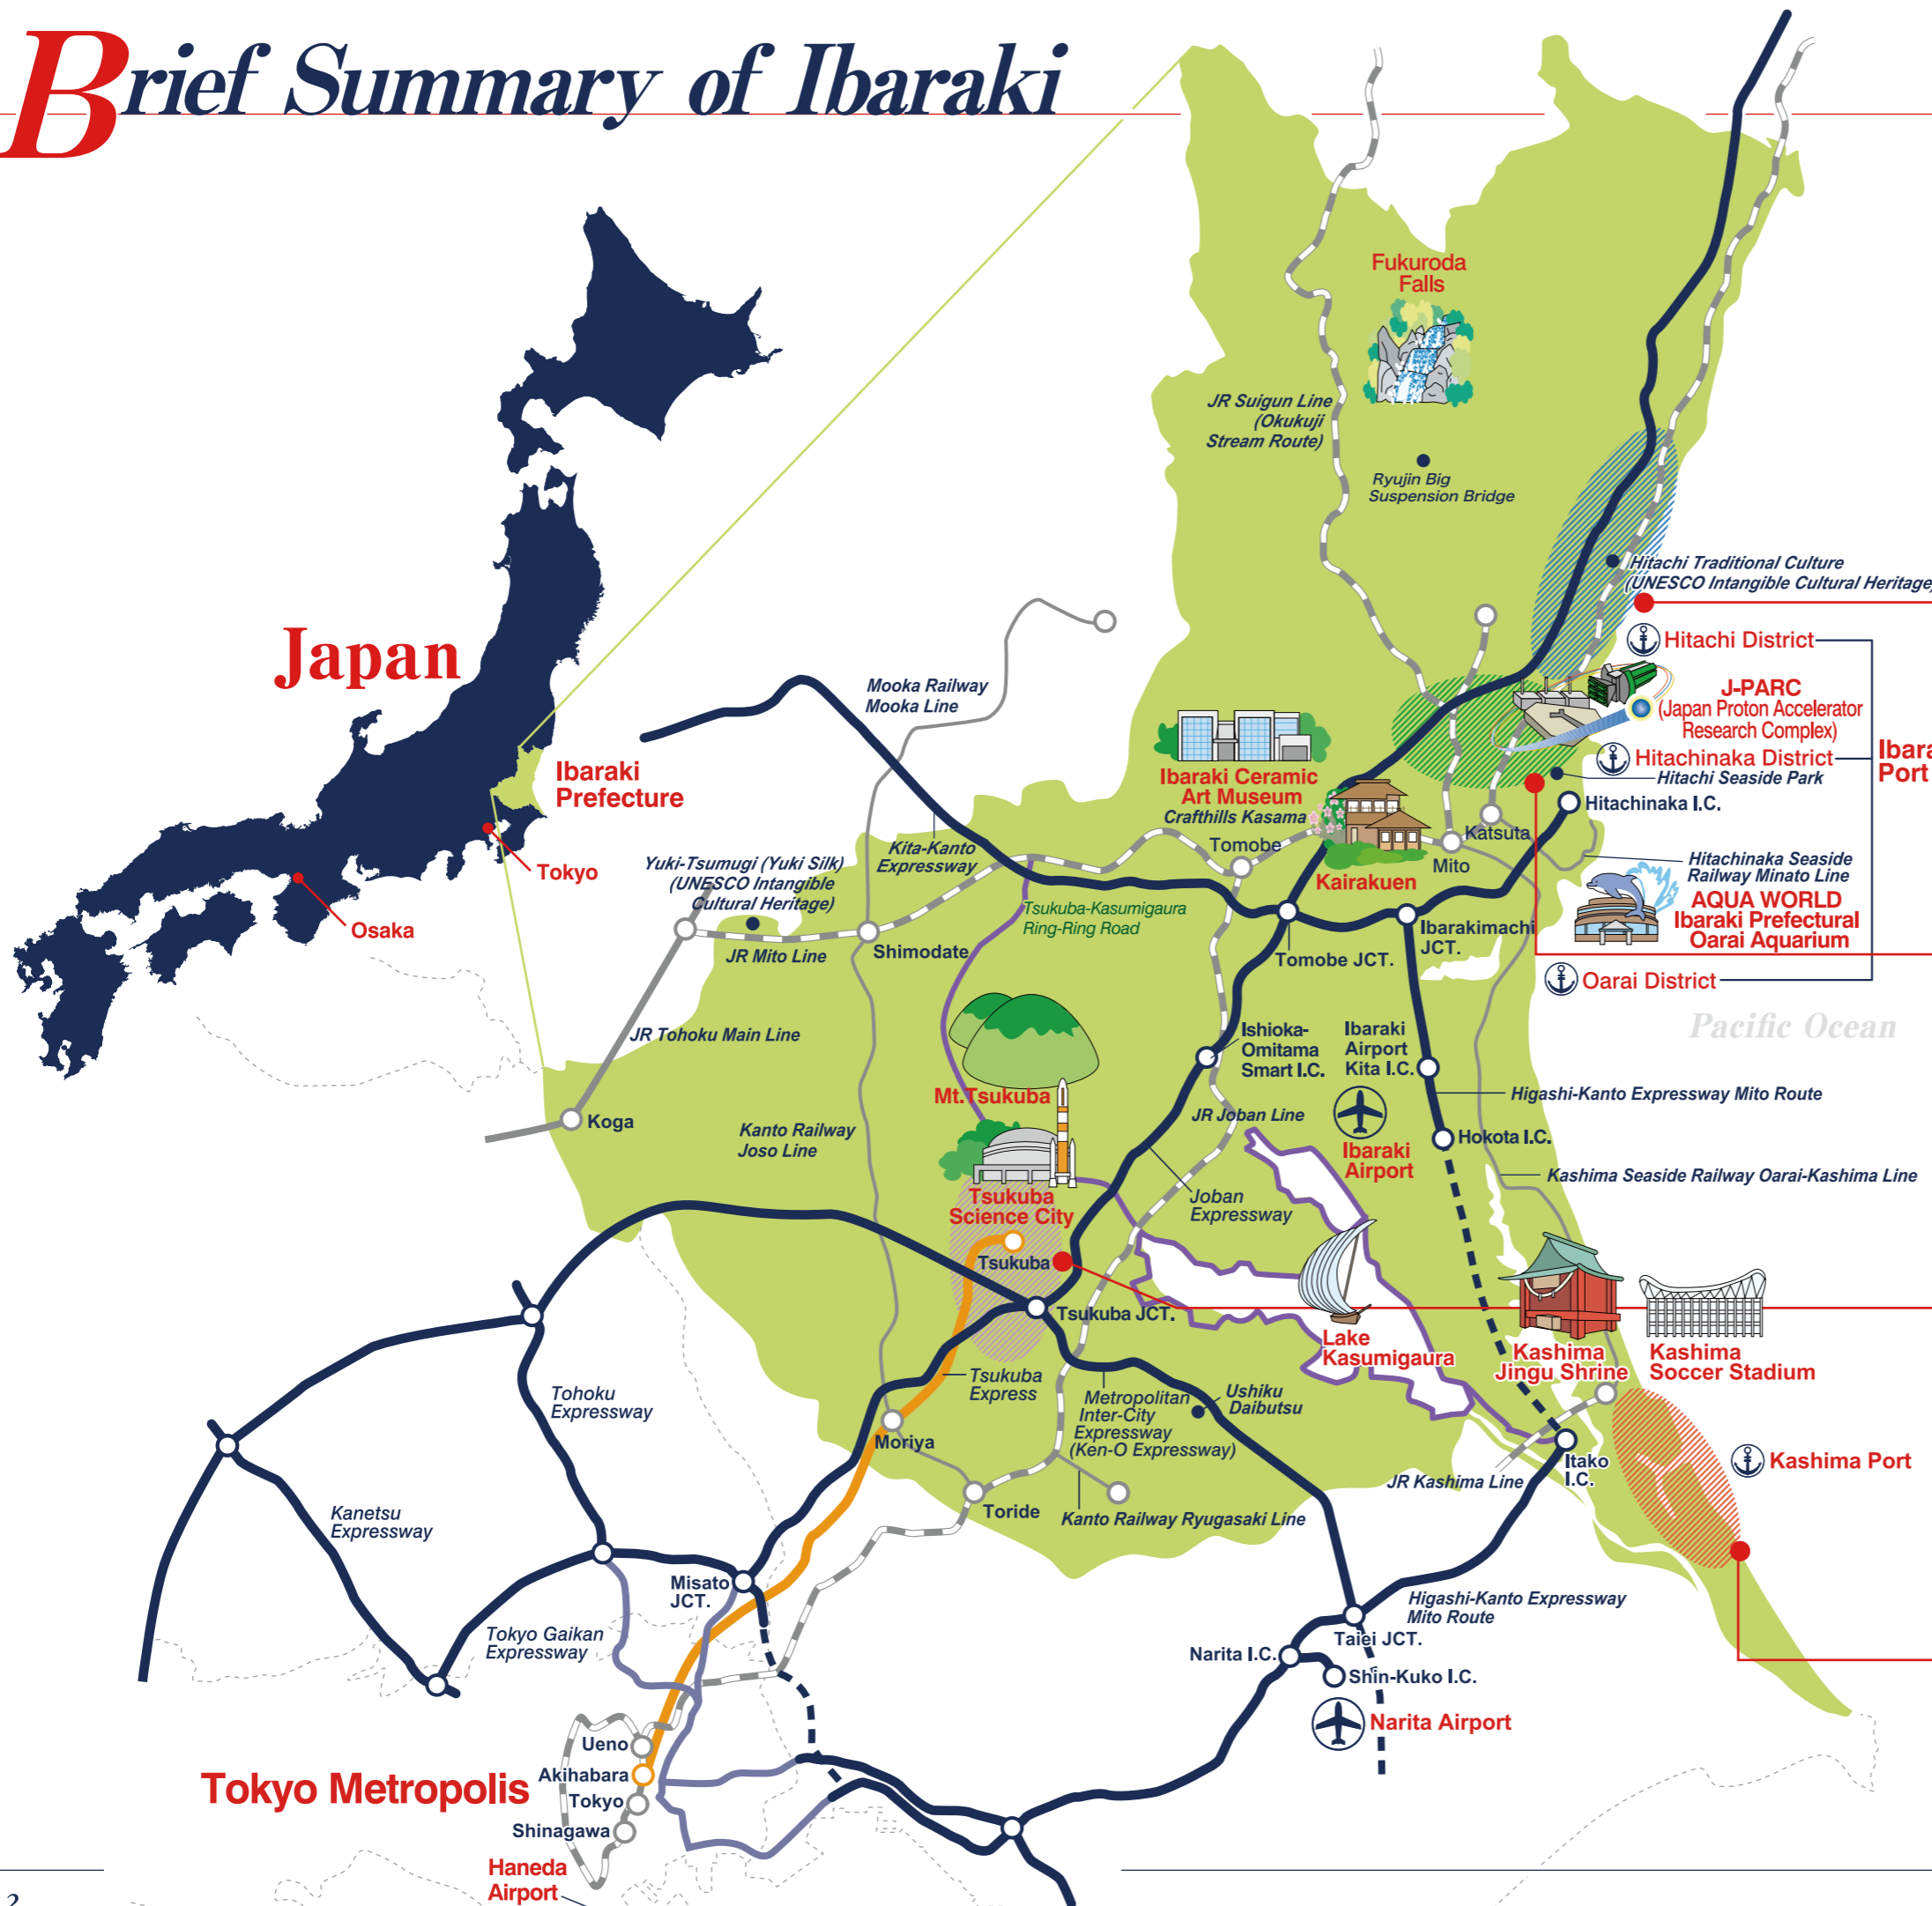 Brief Summary of Ibaraki
Japan
Ibaraki
Prefecture
Tokyo
Osaka
Fukuroda
Falls
JR Suigun Line
(Okukuji
Stream Route)
Ryujin Big
Suspension Bridge
Hitachi Traditional Culture
(UNESCO Intangible Cultural Heritage)
Hitachi District
J-PARC
(Japan Proton Accelerator
Research Complex)
Hitachinaka District
Port
Hitachi Seaside Park
Hitachinaka I.C.
Mooka Railway
Mooka Line
Ibaraki Ceramic
Art Museum
Crafthills Kasama
Tomobe
Katsuta
Mito
Kairakuen
Hitachinaka Seaside
Railway Minato Line
AQUA WORLD
Ibaraki Prefectural
Oarai Aquarium
Oarai District
Pacific Ocean
Kita-Kanto
Expressway
Yuki-Tsumugi (Yuki Silk)
(UNESCO Intangible
Cultural Heritage)
JR Mito Line
Shimodate
Tsukuba-Kasumigaura
Ring-Ring Road
Tomobe JCT.
Ibarakimachi
JCT.
JR Tohoku Main Line
Koga
Kanto Railway
Joso Line
Mt.Tsukuba
Ishioka-
Omitama
Smart I.C.
Ibaraki
Airport
Kita I.C.
Higashi-Kanto Expressway Mito Route
JR Joban Line
Hokota I.C.
Ibaraki
Airport
Kashima Seaside Railway Oarai-Kashima Line
Joban
Expressway
Tsukuba
Science City
Tsukuba
Tsukuba JCT.
Lake
Kasumigaura
Kashima
Jingu Shrine
Kashima
Soccer Stadium
Tsukuba
Express
Metropolitan
Inter-City
Expressway
(Ken-O Expressway)
Ushiku
Daibutsu
Tohoku
Expressway
Moriya
Itako
I.C.
Kashima Port
JR Kashima Line
Toride
Kanto Railway Ryugasaki Line
Kanetsu
Expressway
Misato
JCT.
Tokyo Gaikan
Expressway
Higashi-Kanto Expressway
Mito Route
Taiei JCT.
Narita I.C.
Shin-Kuko I.C.
Narita Airport
Ueno
Akihabara
Tokyo
Shinagawa
Tokyo Metropolis
Haneda
Airport
2